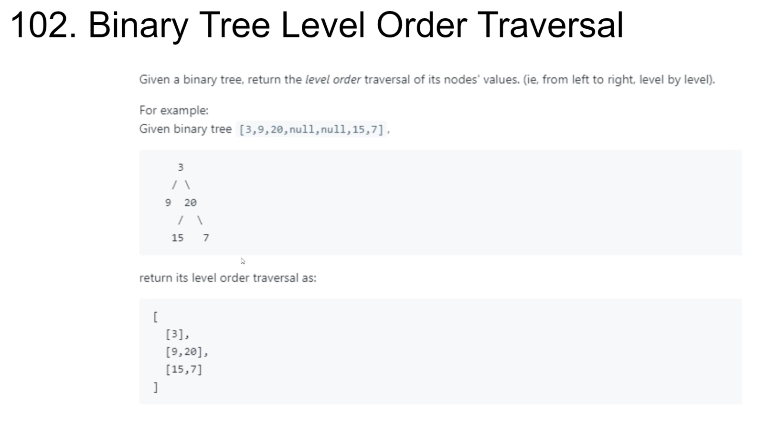 102. Binary Tree Level Order Traversal
Given a binary tree, return the level order traversal of its nodes' values. (ie, from left to right, level by level).
For example:
Given binary tree [3,9,20,null,null,15,7],
3
/ \
9 20
/ \
15 7
return its level order traversal as:
[
[3],
[9,20],
[15,7]
]